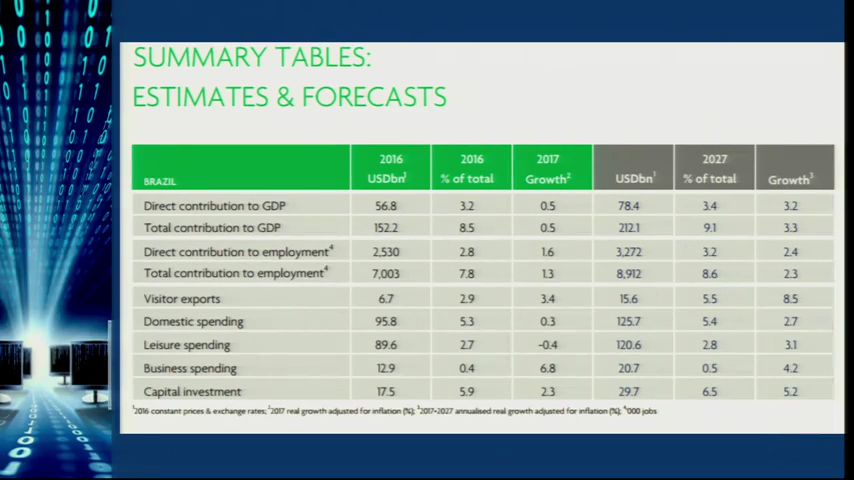 SUMMARY TABLES:
ESTIMATES & FORECASTS
BRAZIL 2016 USDbn¹ 2016 % of total 2017 Growth² USDbn¹ 2027 % of total Growth³
Direct contribution to GDP 56.8 3.2 0.5 78.4 3.4 3.2
Total contribution to GDP 152.2 8.5 0.5 212.1 9.1 3.3
Direct contribution to employment⁴ 2,530 2.8 1.6 3,272 3.2 2.4
Total contribution to employment⁴ 7,003 7.8 1.3 8,912 8.6 2.3
Visitor exports 6.7 2.9 3.4 15.6 5.5 8.5
Domestic spending 95.8 5.3 0.3 125.7 5.4 2.7
Leisure spending 89.6 2.7 -0.4 120.6 2.8 3.1
Business spending 12.9 0.4 6.8 20.7 0.5 4.2
Capital investment 17.5 5.9 2.3 29.7 6.5 5.2
¹2016 constant prices & exchange rates; ²2017 real growth adjusted for inflation (%); ³2017-2027 annualised real growth adjusted for inflation (%); ⁴'000 jobs